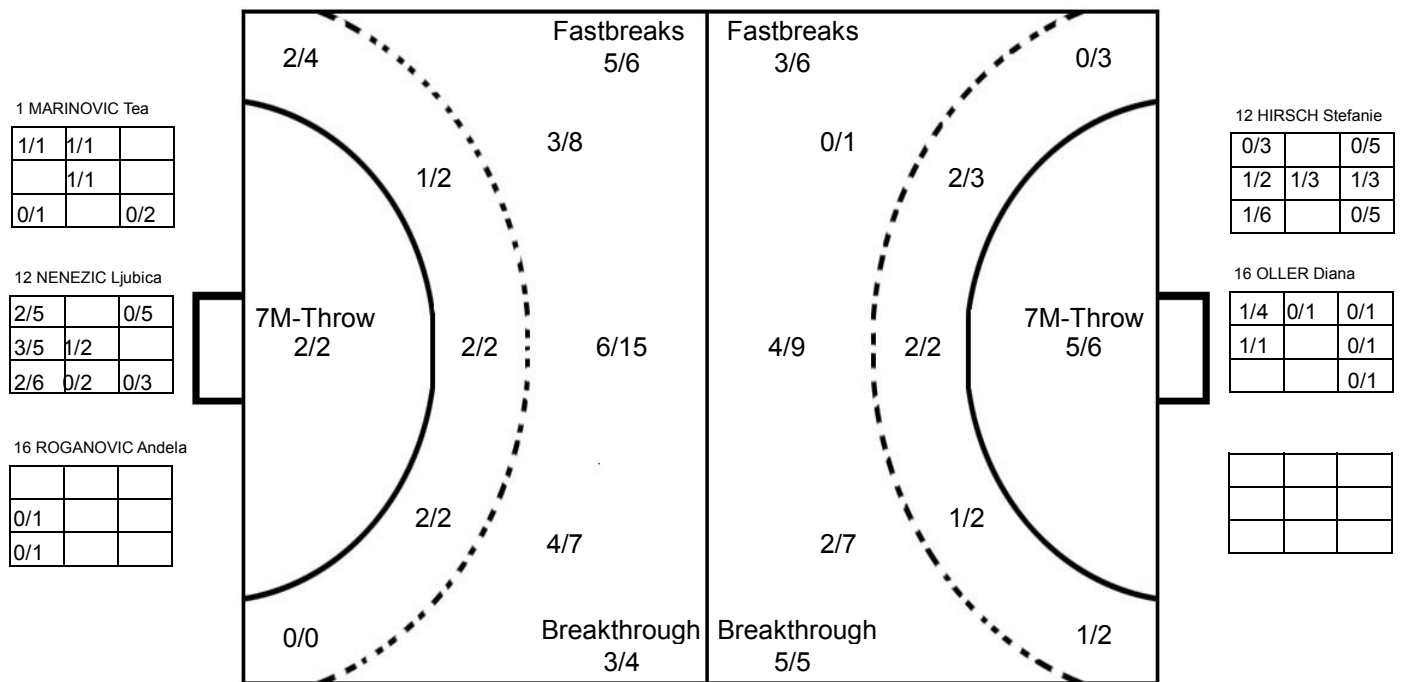 Fastbreaks Fastbreaks
2/4 5/6 3/6 0/3
1 MARINOVIC Tea
1/1 1/1
1/1
0/1 0/2
12 NENEZIC Ljubica
2/5 0/5
3/5 1/2
2/6 0/2 0/3
16 ROGANOVIC Andela
0/1
0/1
3/8 0/1
1/2 2/3
7M-Throw 7M-Throw
2/2 2/2 6/15 4/9 2/2 5/6
2/2 1/2
4/7 2/7
0/0 Breakthrough Breakthrough 1/2
3/4 5/5
12 HIRSCH Stefanie
0/3 0/5
1/2 1/3 1/3
1/6 0/5
16 OLLER Diana
1/4 0/1 0/1
1/1 0/1
0/1